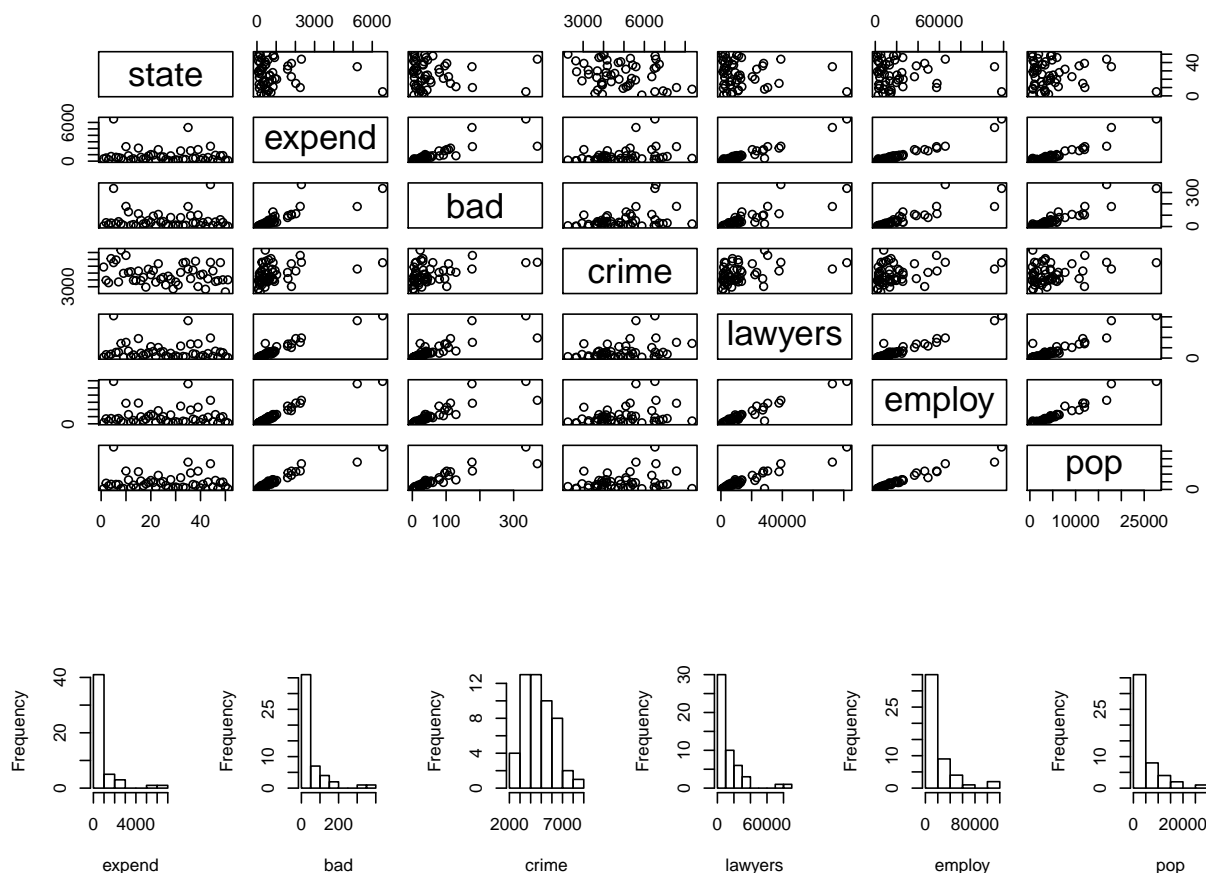 0 3000 6000
3000 6000
0 60000
state
0 40
0 6000
expend
bad
0 300
3000
crime
lawyers
0
employ
pop
0
0 20 40
0 100 300
0 40000
0 10000 25000
Frequency
0 20 40
0 4000
expend
Frequency
0 10 25
0 200
bad
Frequency
0 4 8 12
2000 7000
crime
Frequency
0 10 20 30
0 60000
lawyers
Frequency
0 10 25
0 80000
employ
Frequency
0 10 25
0 20000
pop